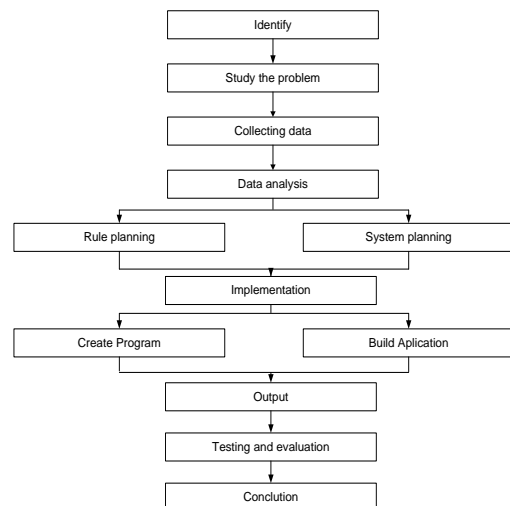 Identify
Study the problem
Collecting data
Data analysis
Rule planning
System planning
Implementation
Create Program
Build Aplication
Output
Testing and evaluation
Conclution